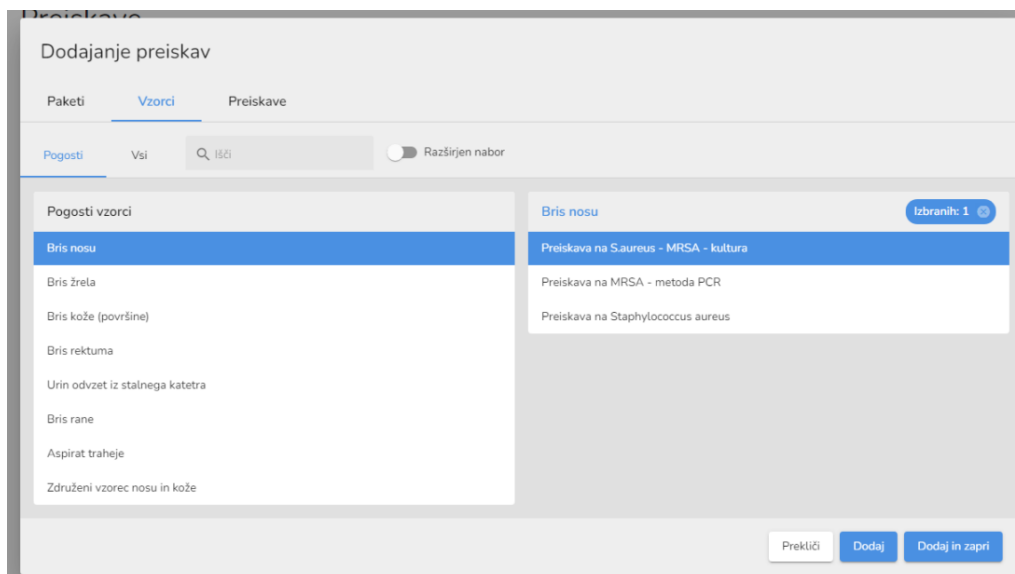 Preiskave
Dodajanje preiskav
Paketi Vzorci Preiskave
Pogosti Vsi Išči Razširjen nabor
Pogosti vzorci
Bris nosu
Bris žrela
Bris kože (površine)
Bris rektuma
Urin odvzet iz stalnega katetra
Bris rane
Aspirat traheje
Združeni vzorec nosu in kože
Bris nosu Izbranih: 1
Preiskava na S.aureus - MRSA - kultura
Preiskava na MRSA - metoda PCR
Preiskava na Staphylococcus aureus
Prekliči Dodaj Dodaj in zapri